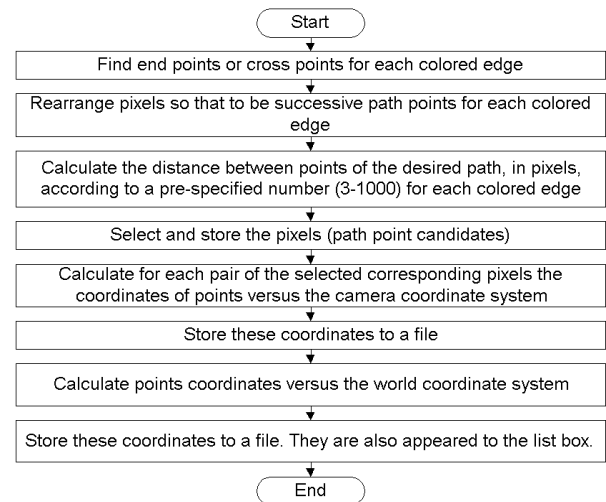 Start
Find end points or cross points for each colored edge
Rearrange pixels so that to be successive path points for each colored
edge
Calculate the distance between points of the desired path, in pixels,
according to a pre-specified number (3-1000) for each colored edge
Select and store the pixels (path point candidates)
Calculate for each pair of the selected corresponding pixels the
coordinates of points versus the camera coordinate system
Store these coordinates to a file
Calculate points coordinates versus the world coordinate system
Store these coordinates to a file. They are also appeared to the list box.
End